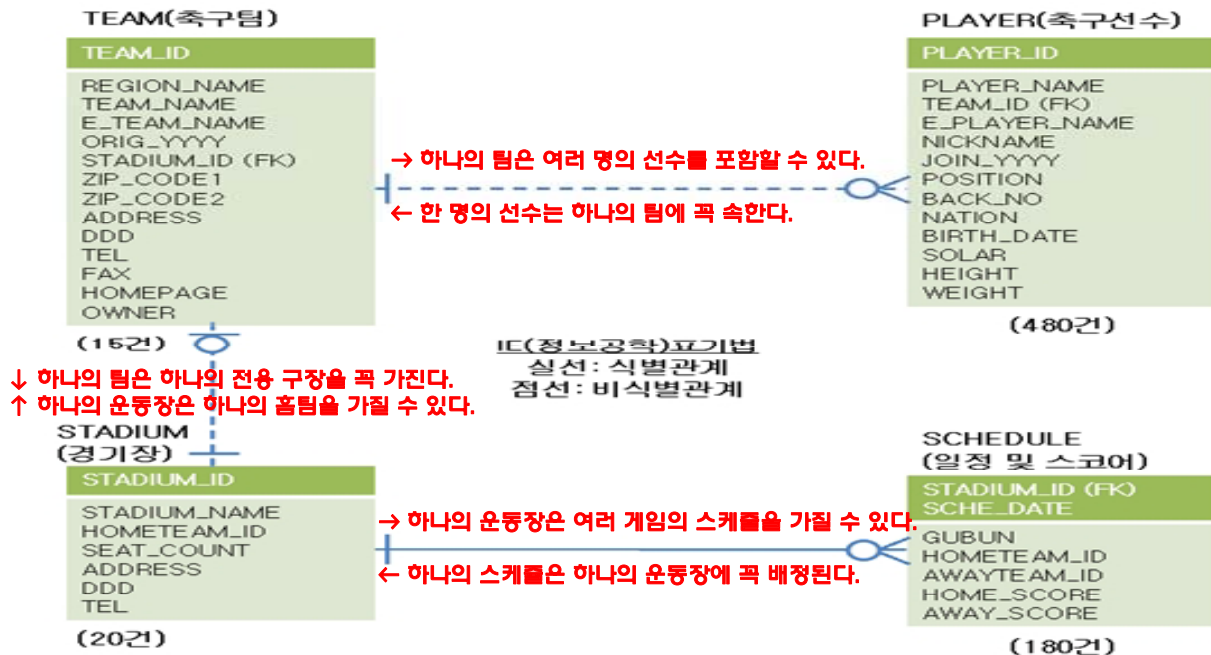 TEAM(축구팀)
TEAM_ID
REGION_NAME
TEAM_NAME
E_TEAM_NAME
ORIG_YYYY
STADIUM_ID (FK)
ZIP_CODE1
ZIP_CODE2
ADDRESS
DDD
TEL
FAX
HOMEPAGE
OWNER
(15건)
→ 하나의 팀은 여러 명의 선수를 포함할 수 있다.
← 한 명의 선수는 하나의 팀에 꼭 속한다.
PLAYER(축구선수)
PLAYER_ID
PLAYER_NAME
TEAM_ID (FK)
E_PLAYER_NAME
NICKNAME
JOIN_YYYY
POSITION
BACK_NO
NATION
BIRTH_DATE
SOLAR
HEIGHT
WEIGHT
(480건)
IE(정보공학)표기법
실선: 식별관계
점선: 비식별관계
↓ 하나의 팀은 하나의 전용 구장을 꼭 가진다.
↑ 하나의 운동장은 하나의 홈팀을 가질 수 있다.
STADIUM
(경기장)
STADIUM_ID
STADIUM_NAME
HOMETEAM_ID
SEAT_COUNT
ADDRESS
DDD
TEL
(20건)
→ 하나의 운동장은 여러 게임의 스케줄을 가질 수 있다.
← 하나의 스케줄은 하나의 운동장에 꼭 배정된다.
SCHEDULE
(일정 및 스코어)
STADIUM_ID (FK)
SCHE_DATE
GUBUN
HOMETEAM_ID
AWAYTEAM_ID
HOME_SCORE
AWAY_SCORE
(180건)